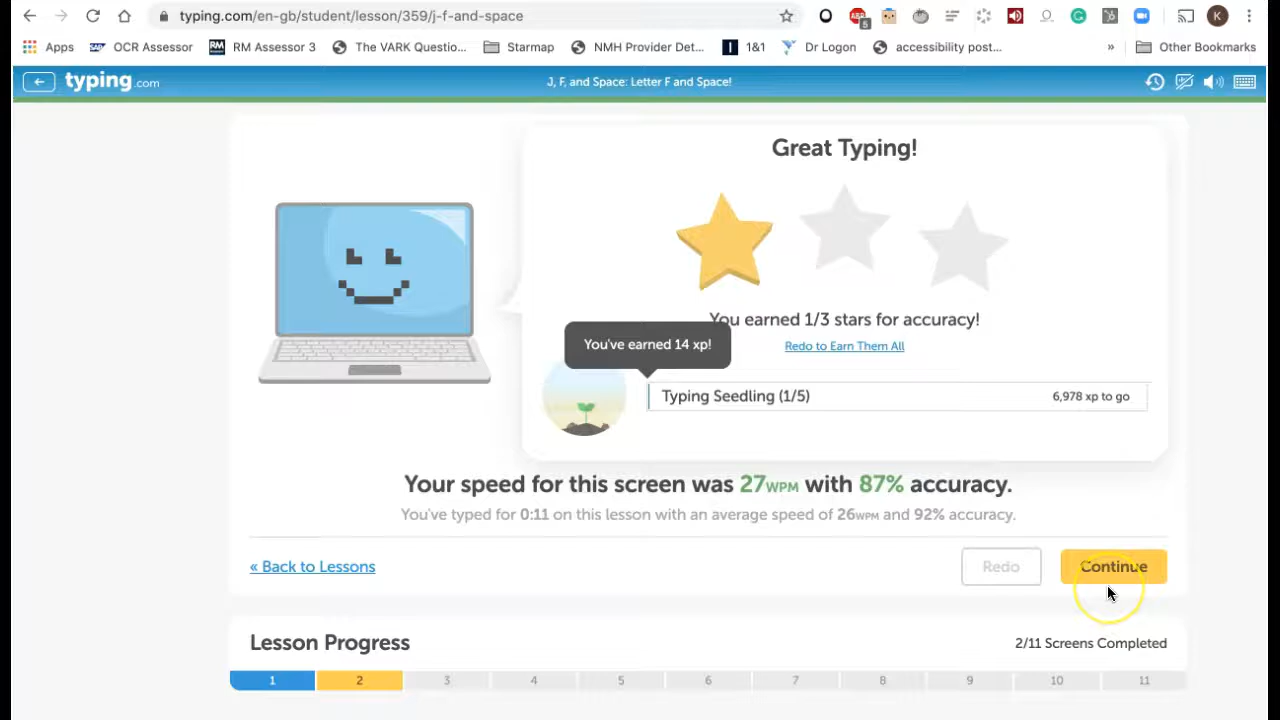 typing.com/en-gb/student/lesson/359/j-f-and-space
ABP
5
K
Apps
SAP
OCR Assessor
RM
RM Assessor 3
The VARK Questio...
Starmap
NMH Provider Det...
1&1
Dr Logon
accessibility post...
»
Other Bookmarks
typing.com
J, F, and Space: Letter F and Space!
Great Typing!
You earned 1/3 stars for accuracy!
You've earned 14 xp!
Redo to Earn Them All
Typing Seedling (1/5)
6,978 xp to go
Your speed for this screen was 27WPM with 87% accuracy.
You've typed for 0:11 on this lesson with an average speed of 26WPM and 92% accuracy.
« Back to Lessons
Redo
Continue
Lesson Progress
2/11 Screens Completed
1 2 3 4 5 6 7 8 9 10 11